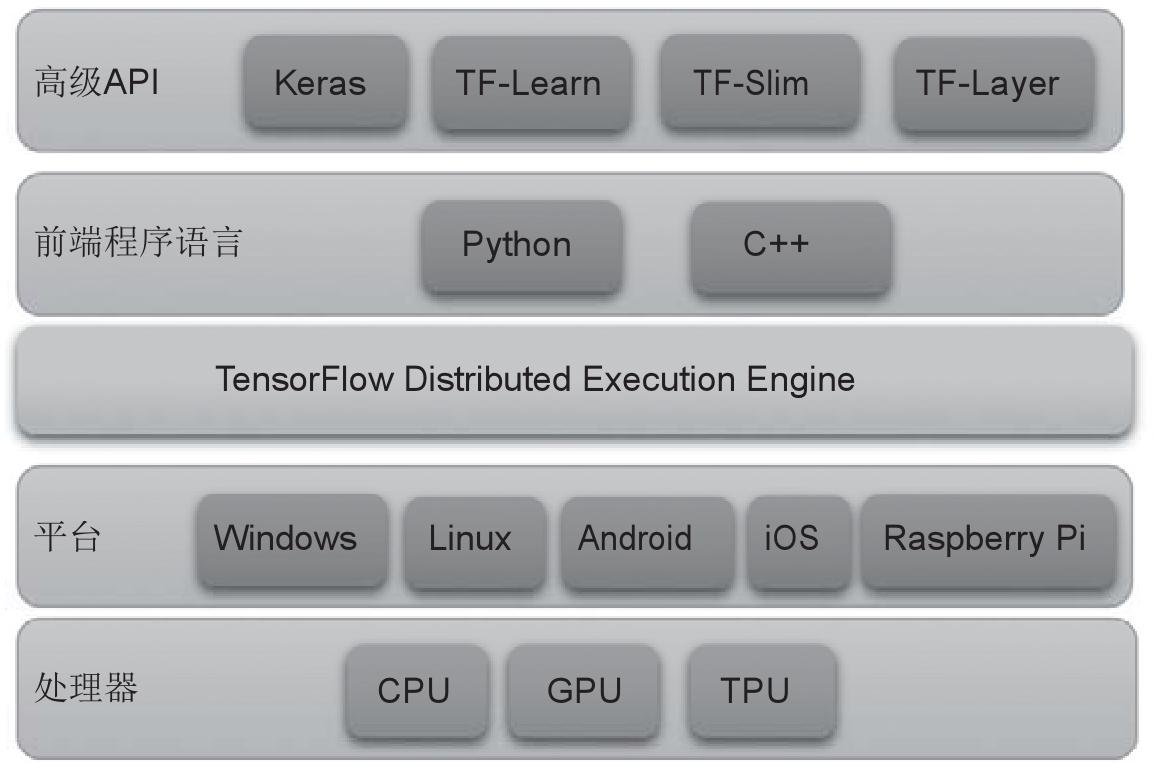 高级API Keras TF-Learn TF-Slim TF-Layer
前端程序语言 Python C++
TensorFlow Distributed Execution Engine
平台 Windows Linux Android iOS Raspberry Pi
处理器 CPU GPU TPU